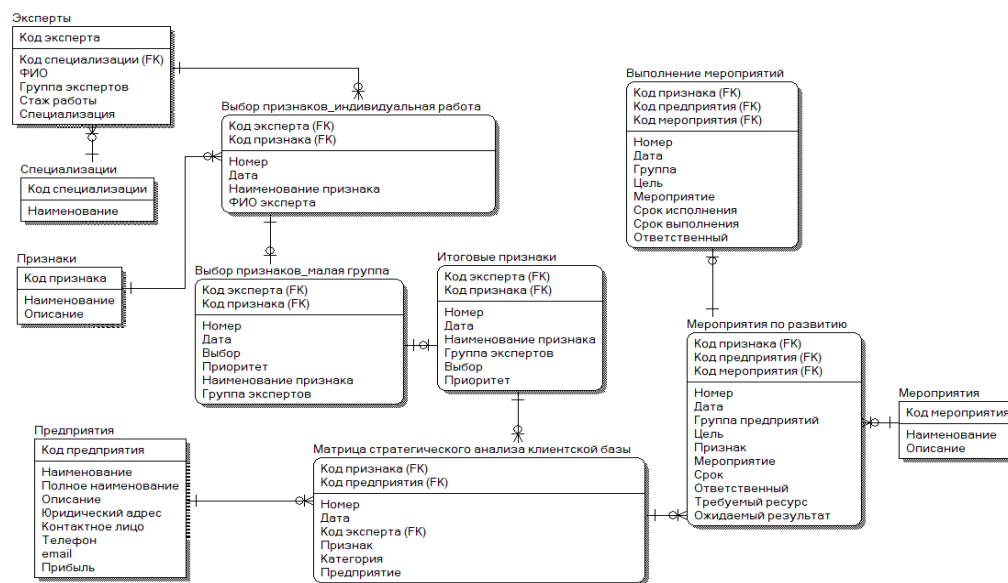 Эксперты
Код эксперта
Код специализации (FK)
ФИО
Группа экспертов
Стаж работы
Специализация
Специализации
Код специализации
Наименование
Признаки
Код признака
Наименование
Описание
Выбор признаков_индивидуальная работа
Код эксперта (FK)
Код признака (FK)
Номер
Дата
Наименование признака
ФИО эксперта
Выбор признаков_малая группа
Код эксперта (FK)
Код признака (FK)
Номер
Дата
Выбор
Приоритет
Наименование признака
Группа экспертов
Итоговые признаки
Код эксперта (FK)
Код признака (FK)
Номер
Дата
Наименование признака
Группа экспертов
Выбор
Приоритет
Выполнение мероприятий
Код признака (FK)
Код предприятия (FK)
Код мероприятия (FK)
Номер
Дата
Группа
Цель
Мероприятие
Срок исполнения
Срок выполнения
Ответственный
Мероприятия по развитию
Код признака (FK)
Код предприятия (FK)
Код мероприятия (FK)
Номер
Дата
Группа предприятий
Цель
Признак
Мероприятие
Срок
Ответственный
Требуемый ресурс
Ожидаемый результат
Мероприятия
Код мероприятия
Наименование
Описание
Предприятия
Код предприятия
Наименование
Полное наименование
Описание
Юридический адрес
Контактное лицо
Телефон
email
Прибыль
Матрица стратегического анализа клиентской базы
Код признака (FK)
Код предприятия (FK)
Номер
Дата
Код эксперта (FK)
Признак
Категория
Предприятие